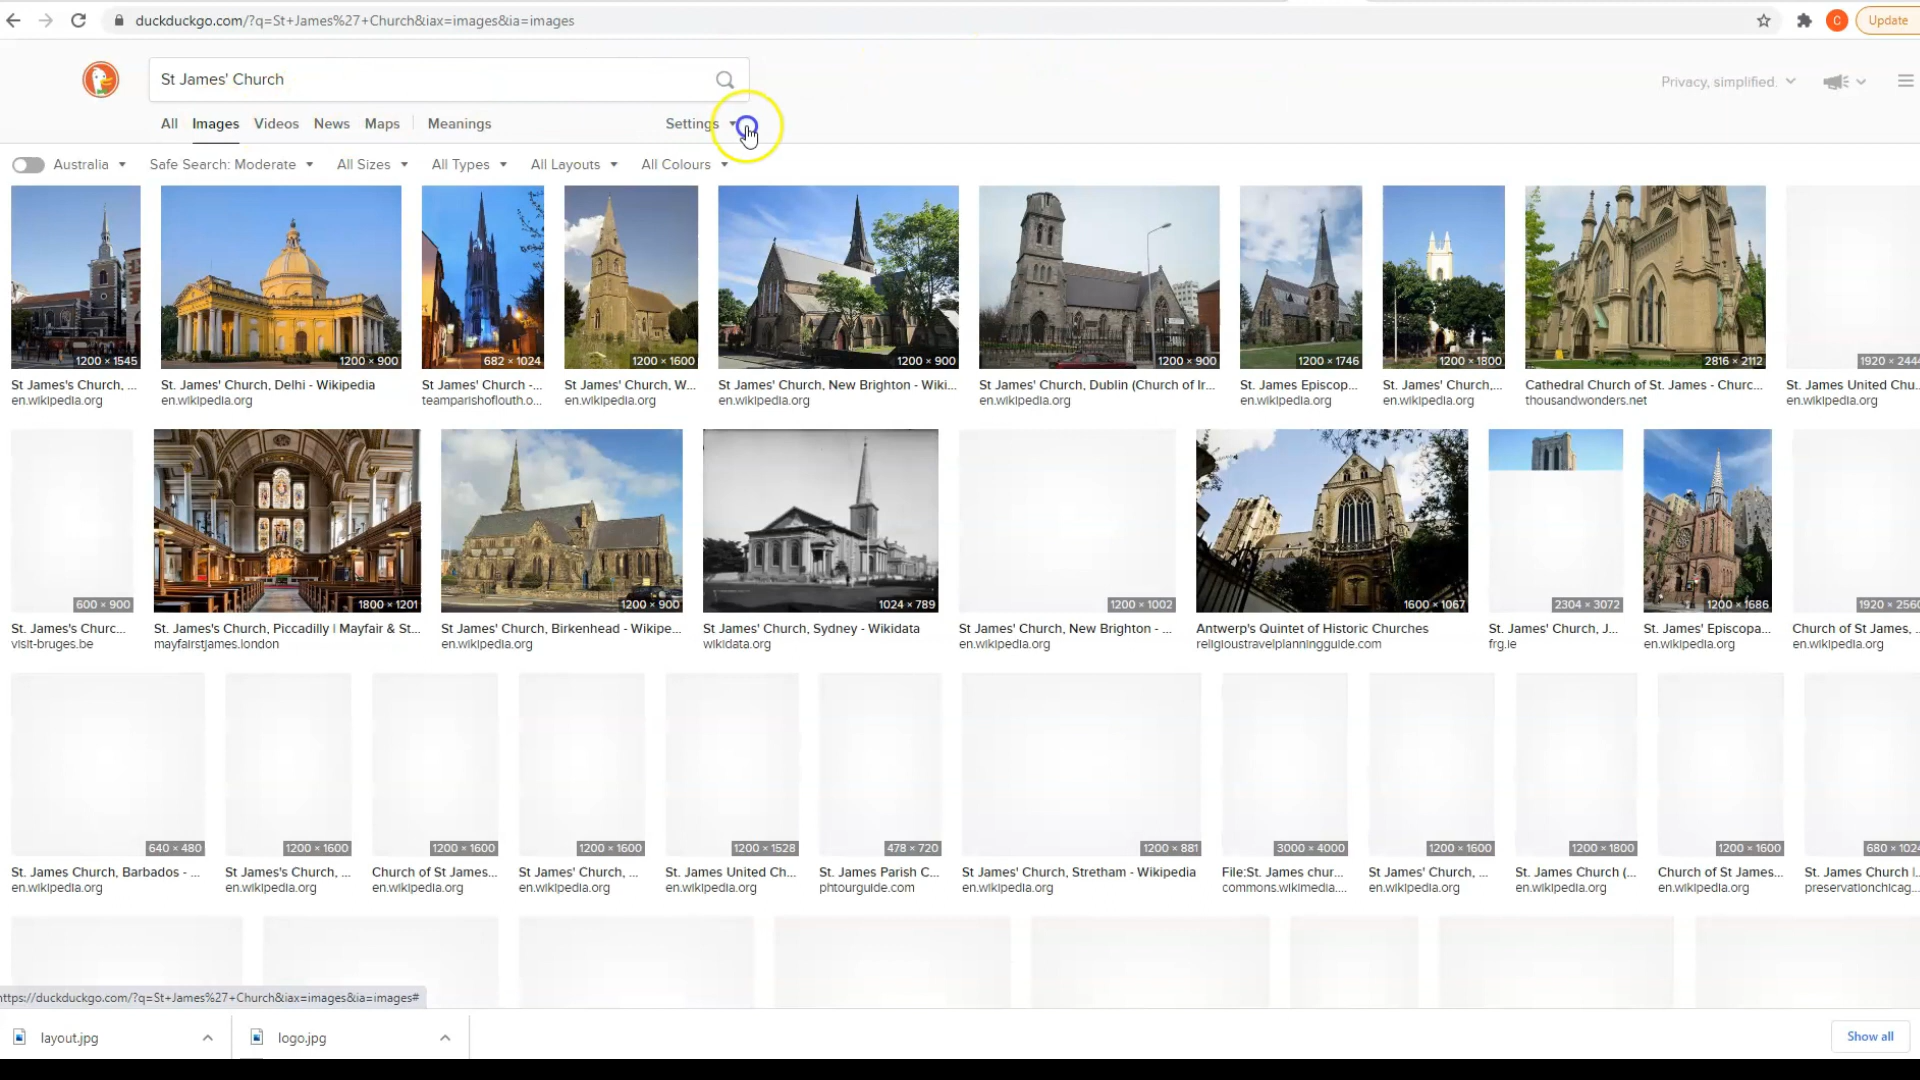 duckduckgo.com/?q=St+James%27+Church&iax=images&ia=images
C
Update
St James' Church
Privacy, simplified.
All Images Videos News Maps Meanings Settings
Australia Safe Search: Moderate All Sizes All Types All Layouts All Colours
1200 × 1545 1200 × 900 682 × 1024 1200 × 1600 1200 × 900 1200 × 900 1200 × 1746 1200 × 1800 2816 × 2112 1920 × 2444
St James's Church, ... St. James' Church, Delhi - Wikipedia St James' Church -... St James' Church, W... St James' Church, New Brighton - Wiki... St James' Church, Dublin (Church of Ir... St. James Episcop... St. James' Church,... Cathedral Church of St. James - Churc... St. James United Chu...
en.wikipedia.org en.wikipedia.org teamparishoflouth.o... en.wikipedia.org en.wikipedia.org en.wikipedia.org en.wikipedia.org en.wikipedia.org thousandwonders.net en.wikipedia.org
600 × 900 1800 × 1201 1200 × 900 1024 × 789 1200 × 1002 1600 × 1067 2304 × 3072 1200 × 1686 1920 × 2560
St. James's Churc... St. James's Church, Piccadilly | Mayfair & St... St James' Church, Birkenhead - Wikipe... St James' Church, Sydney - Wikidata St James' Church, New Brighton - ... Antwerp's Quintet of Historic Churches St. James' Church, J... St. James' Episcopa... Church of St James, ...
visit-bruges.be mayfairstjames.london en.wikipedia.org wikidata.org en.wikipedia.org religioustravelplanningguide.com frg.ie en.wikipedia.org en.wikipedia.org
640 × 480 1200 × 1600 1200 × 1600 1200 × 1600 1200 × 1528 478 × 720 1200 × 881 3000 × 4000 1200 × 1600 1200 × 1800 1200 × 1600 680 × 1024
St. James Church, Barbados - ... St James's Church, ... Church of St James... St James' Church, ... St. James United Ch... St. James Parish C... St James' Church, Stretham - Wikipedia File:St. James chur... St James' Church, ... St. James Church (... Church of St James... St. James Church |...
en.wikipedia.org en.wikipedia.org en.wikipedia.org en.wikipedia.org en.wikipedia.org phtourguide.com en.wikipedia.org commons.wikimedia.... en.wikipedia.org en.wikipedia.org en.wikipedia.org preservationchicag...
https://duckduckgo.com/?q=St+James%27+Church&iax=images&ia=images#
layout.jpg logo.jpg Show all